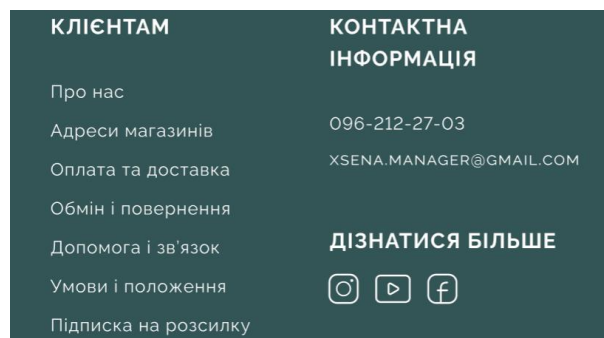 КЛІЄНТАМ
Про нас
Адреси магазинів
Оплата та доставка
Обмін і повернення
Допомога і зв'язок
Умови і положення
Підписка на розсилку
КОНТАКТНА
ІНФОРМАЦІЯ
096-212-27-03
XSENA.MANAGER@GMAIL.COM
ДІЗНАТИСЯ БІЛЬШЕ